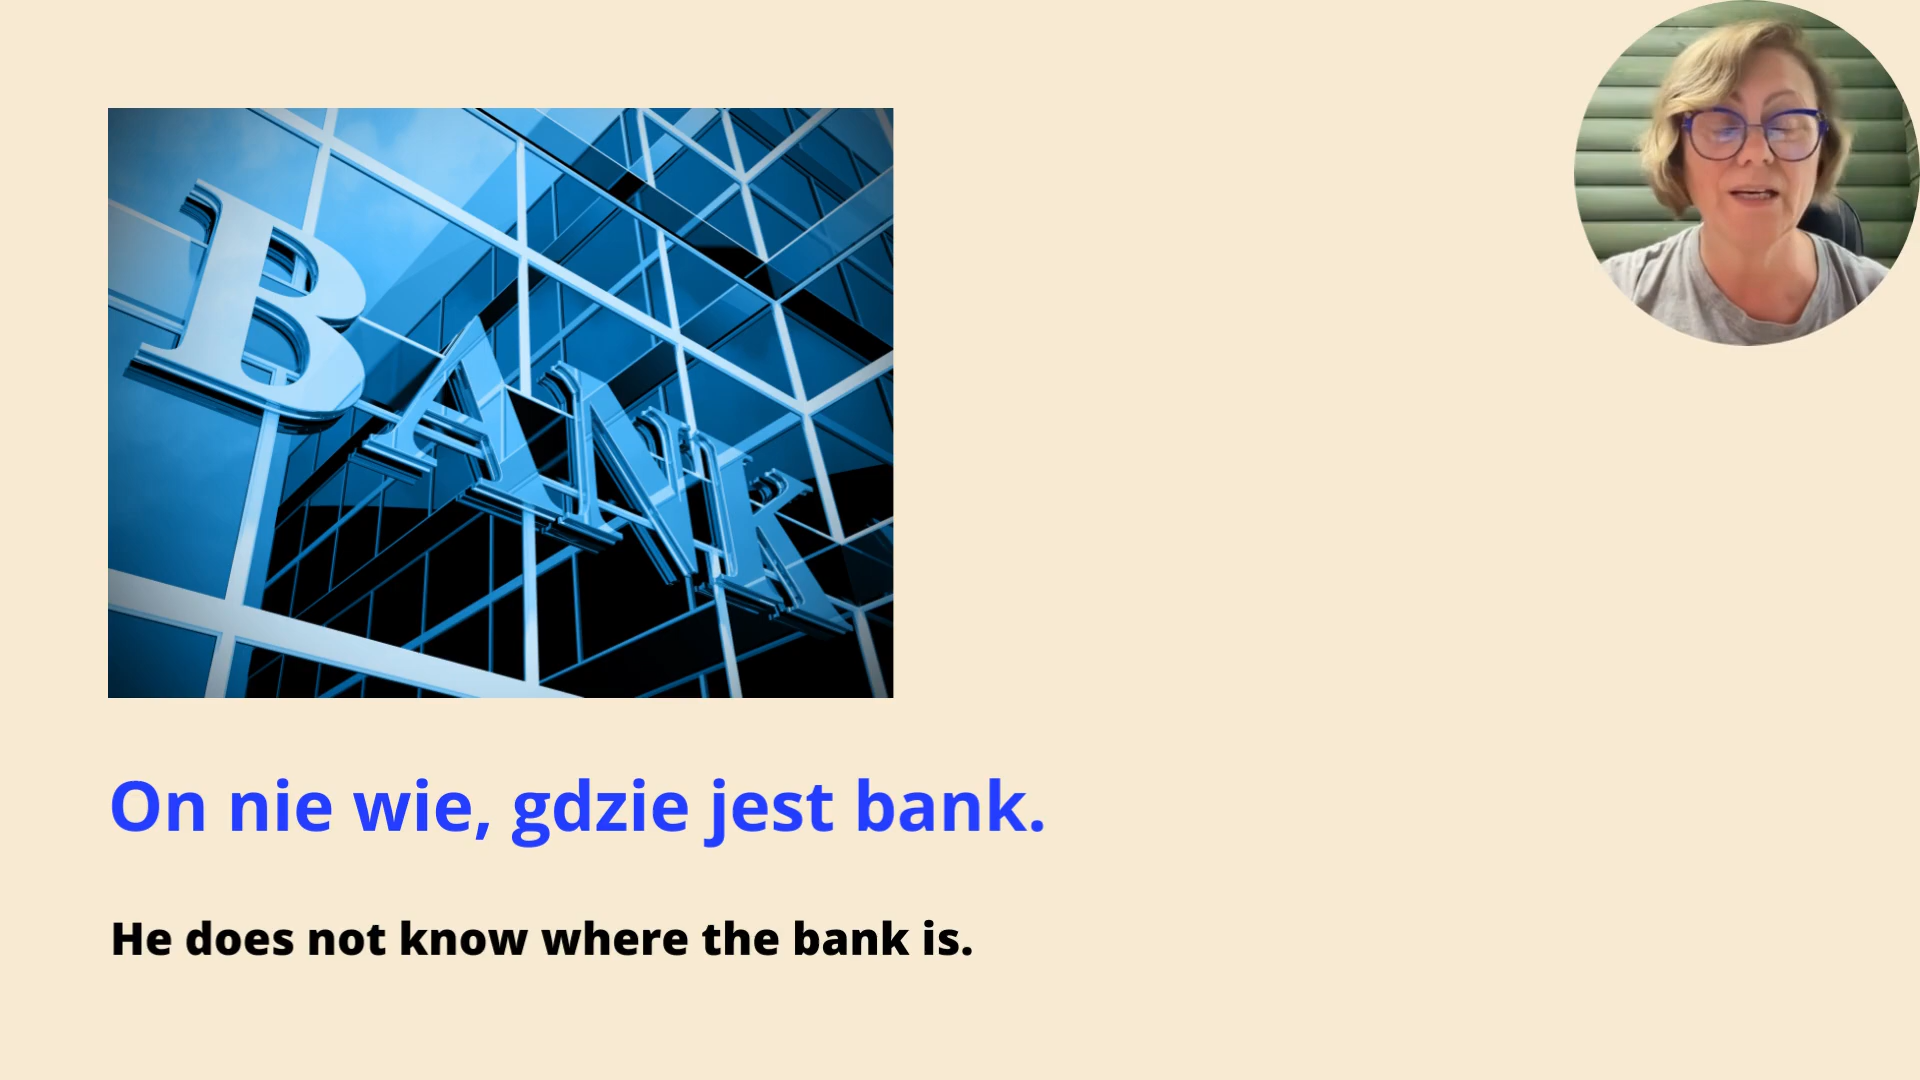 BANK
On nie wie, gdzie jest bank.
He does not know where the bank is.